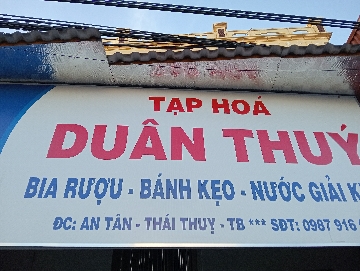 TẠP HOÁ
DUÂN THUÝ
BIA RƯỢU - BÁNH KẸO - NƯỚC GIẢI K
ĐC: AN TÂN - THÁI THUỴ - TB *** SĐT: 0987 916